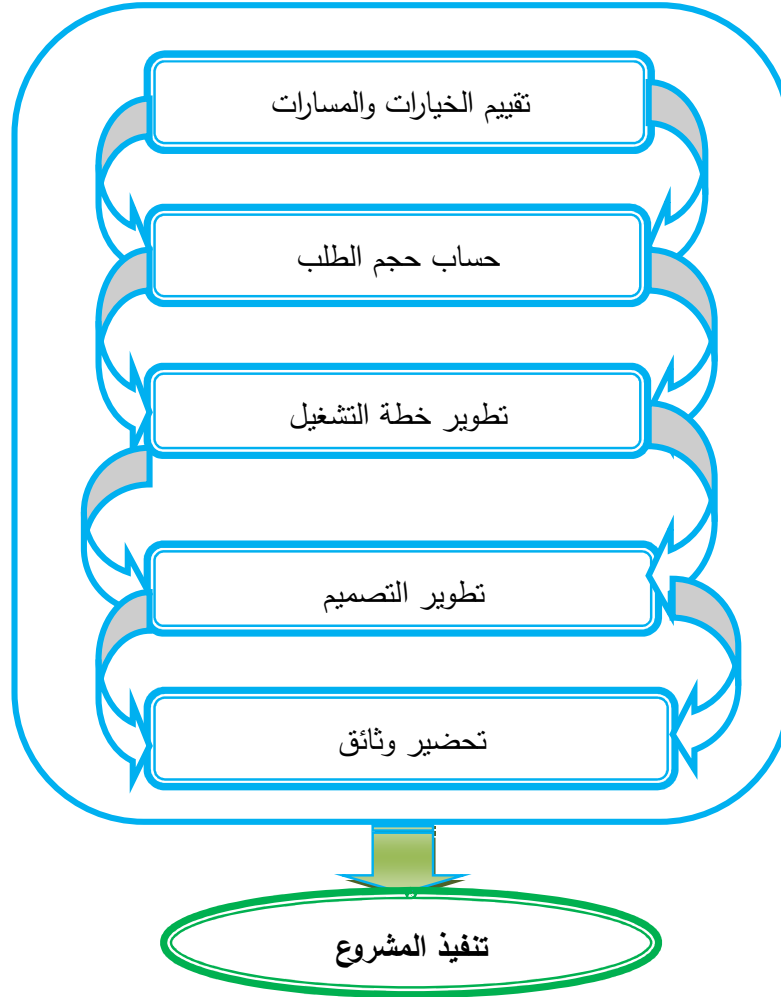 تقييم الخيارات والمسارات
حساب حجم الطلب
تطوير خطة التشغيل
تطوير التصميم
تحضير وثائق
تنفيذ المشروع